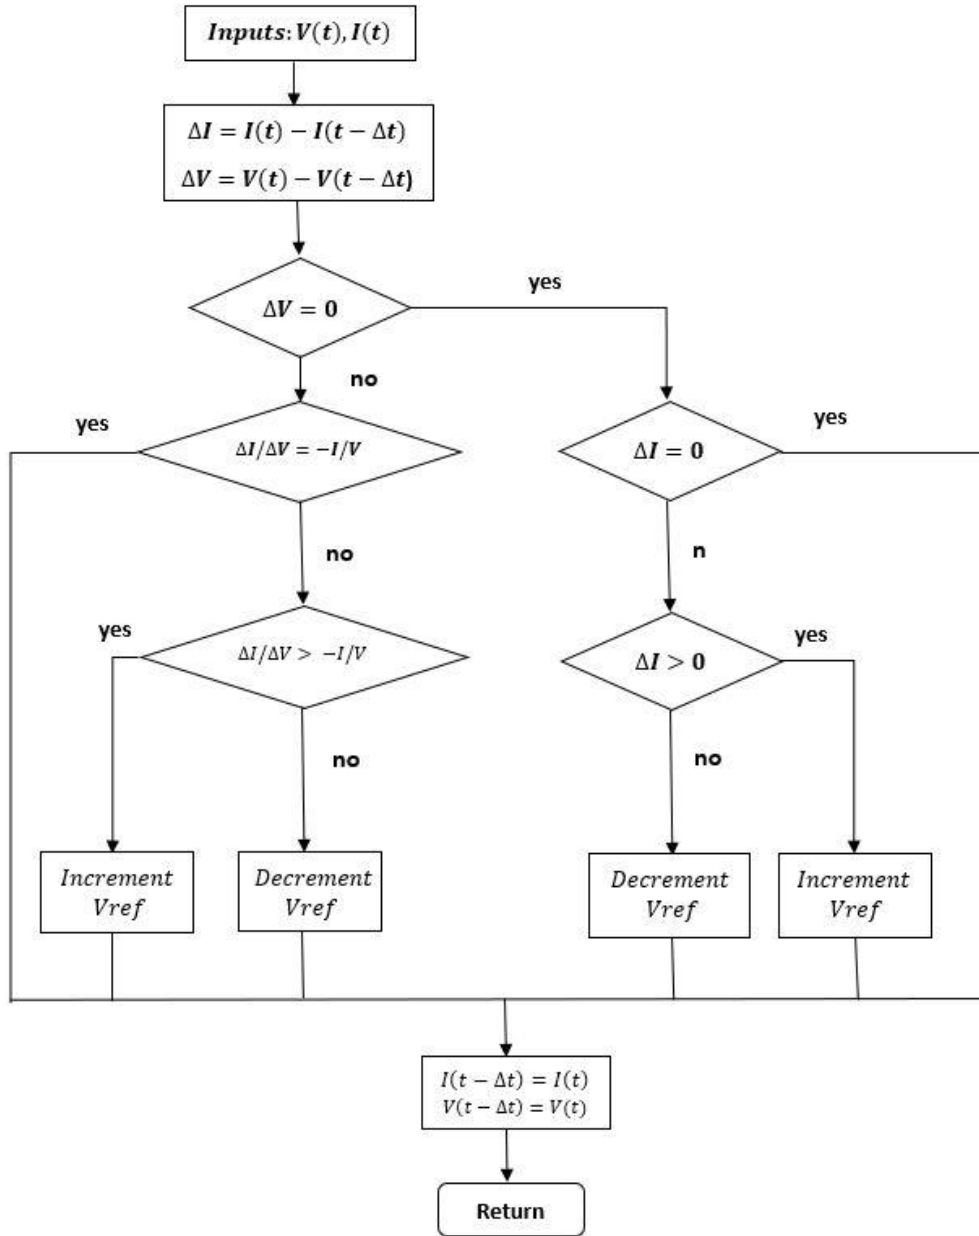 Inputs: V(t), I(t)
ΔI = I(t) − I(t − Δt)
ΔV = V(t) − V(t − Δt)
yes
ΔV = 0
no
yes
yes
ΔI/ΔV = −I/V
ΔI = 0
no
n
yes
yes
ΔI/ΔV > −I/V
ΔI > 0
no
no
Increment
Vref
Decrement
Vref
Decrement
Vref
Increment
Vref
I(t − Δt) = I(t)
V(t − Δt) = V(t)
Return